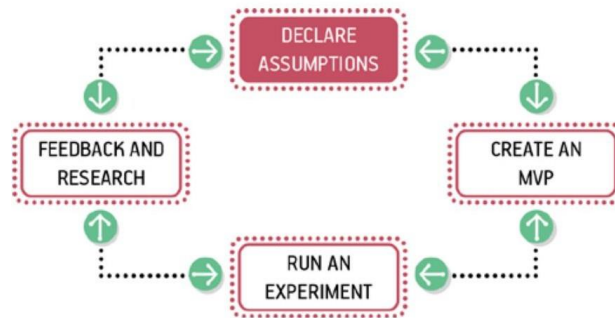 DECLARE
ASSUMPTIONS
FEEDBACK AND
RESEARCH
CREATE AN
MVP
RUN AN
EXPERIMENT